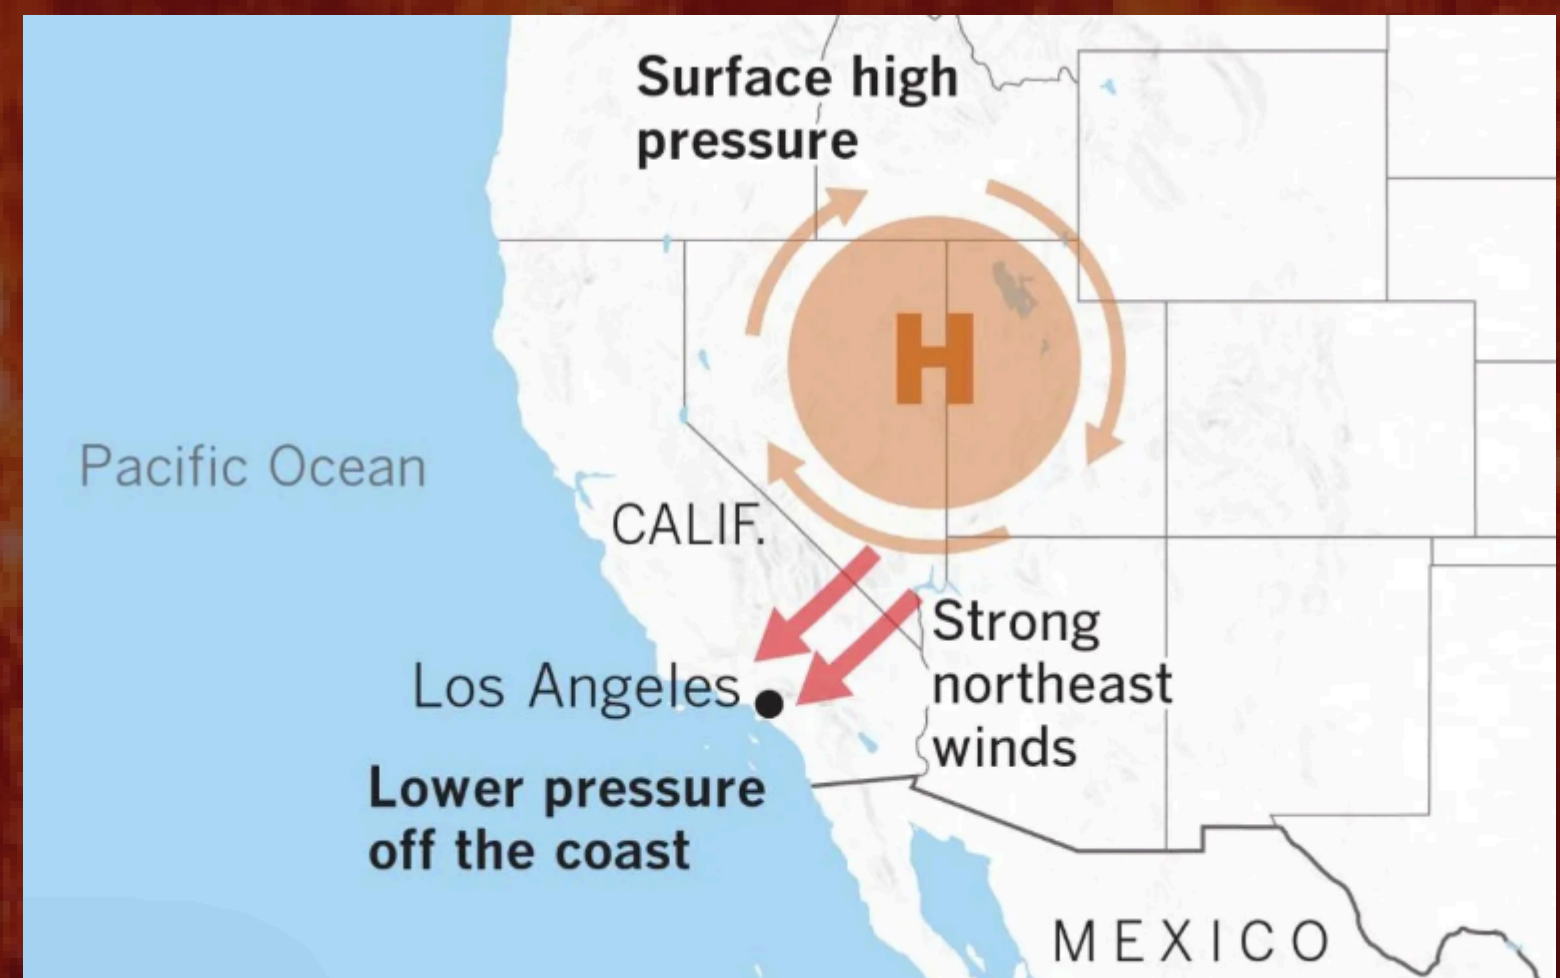 Surface high
pressure
H
Pacific Ocean
CALIF.
Strong
northeast
winds
Los Angeles
Lower pressure
off the coast
MEXICO